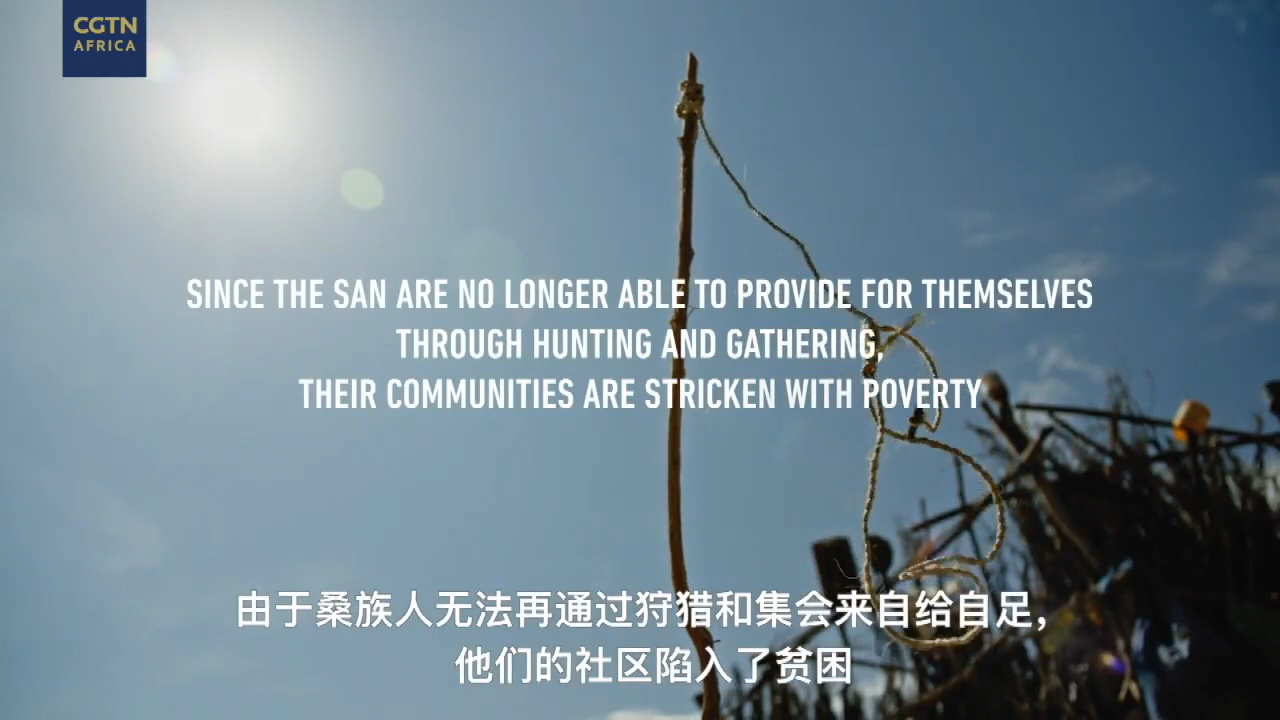 CGTN
AFRICA
SINCE THE SAN ARE NO LONGER ABLE TO PROVIDE FOR THEMSELVES
THROUGH HUNTING AND GATHERING,
THEIR COMMUNITIES ARE STRICKEN WITH POVERTY
由于桑族人无法再通过狩猎和集会来自给自足，
他们的社区陷入了贫困